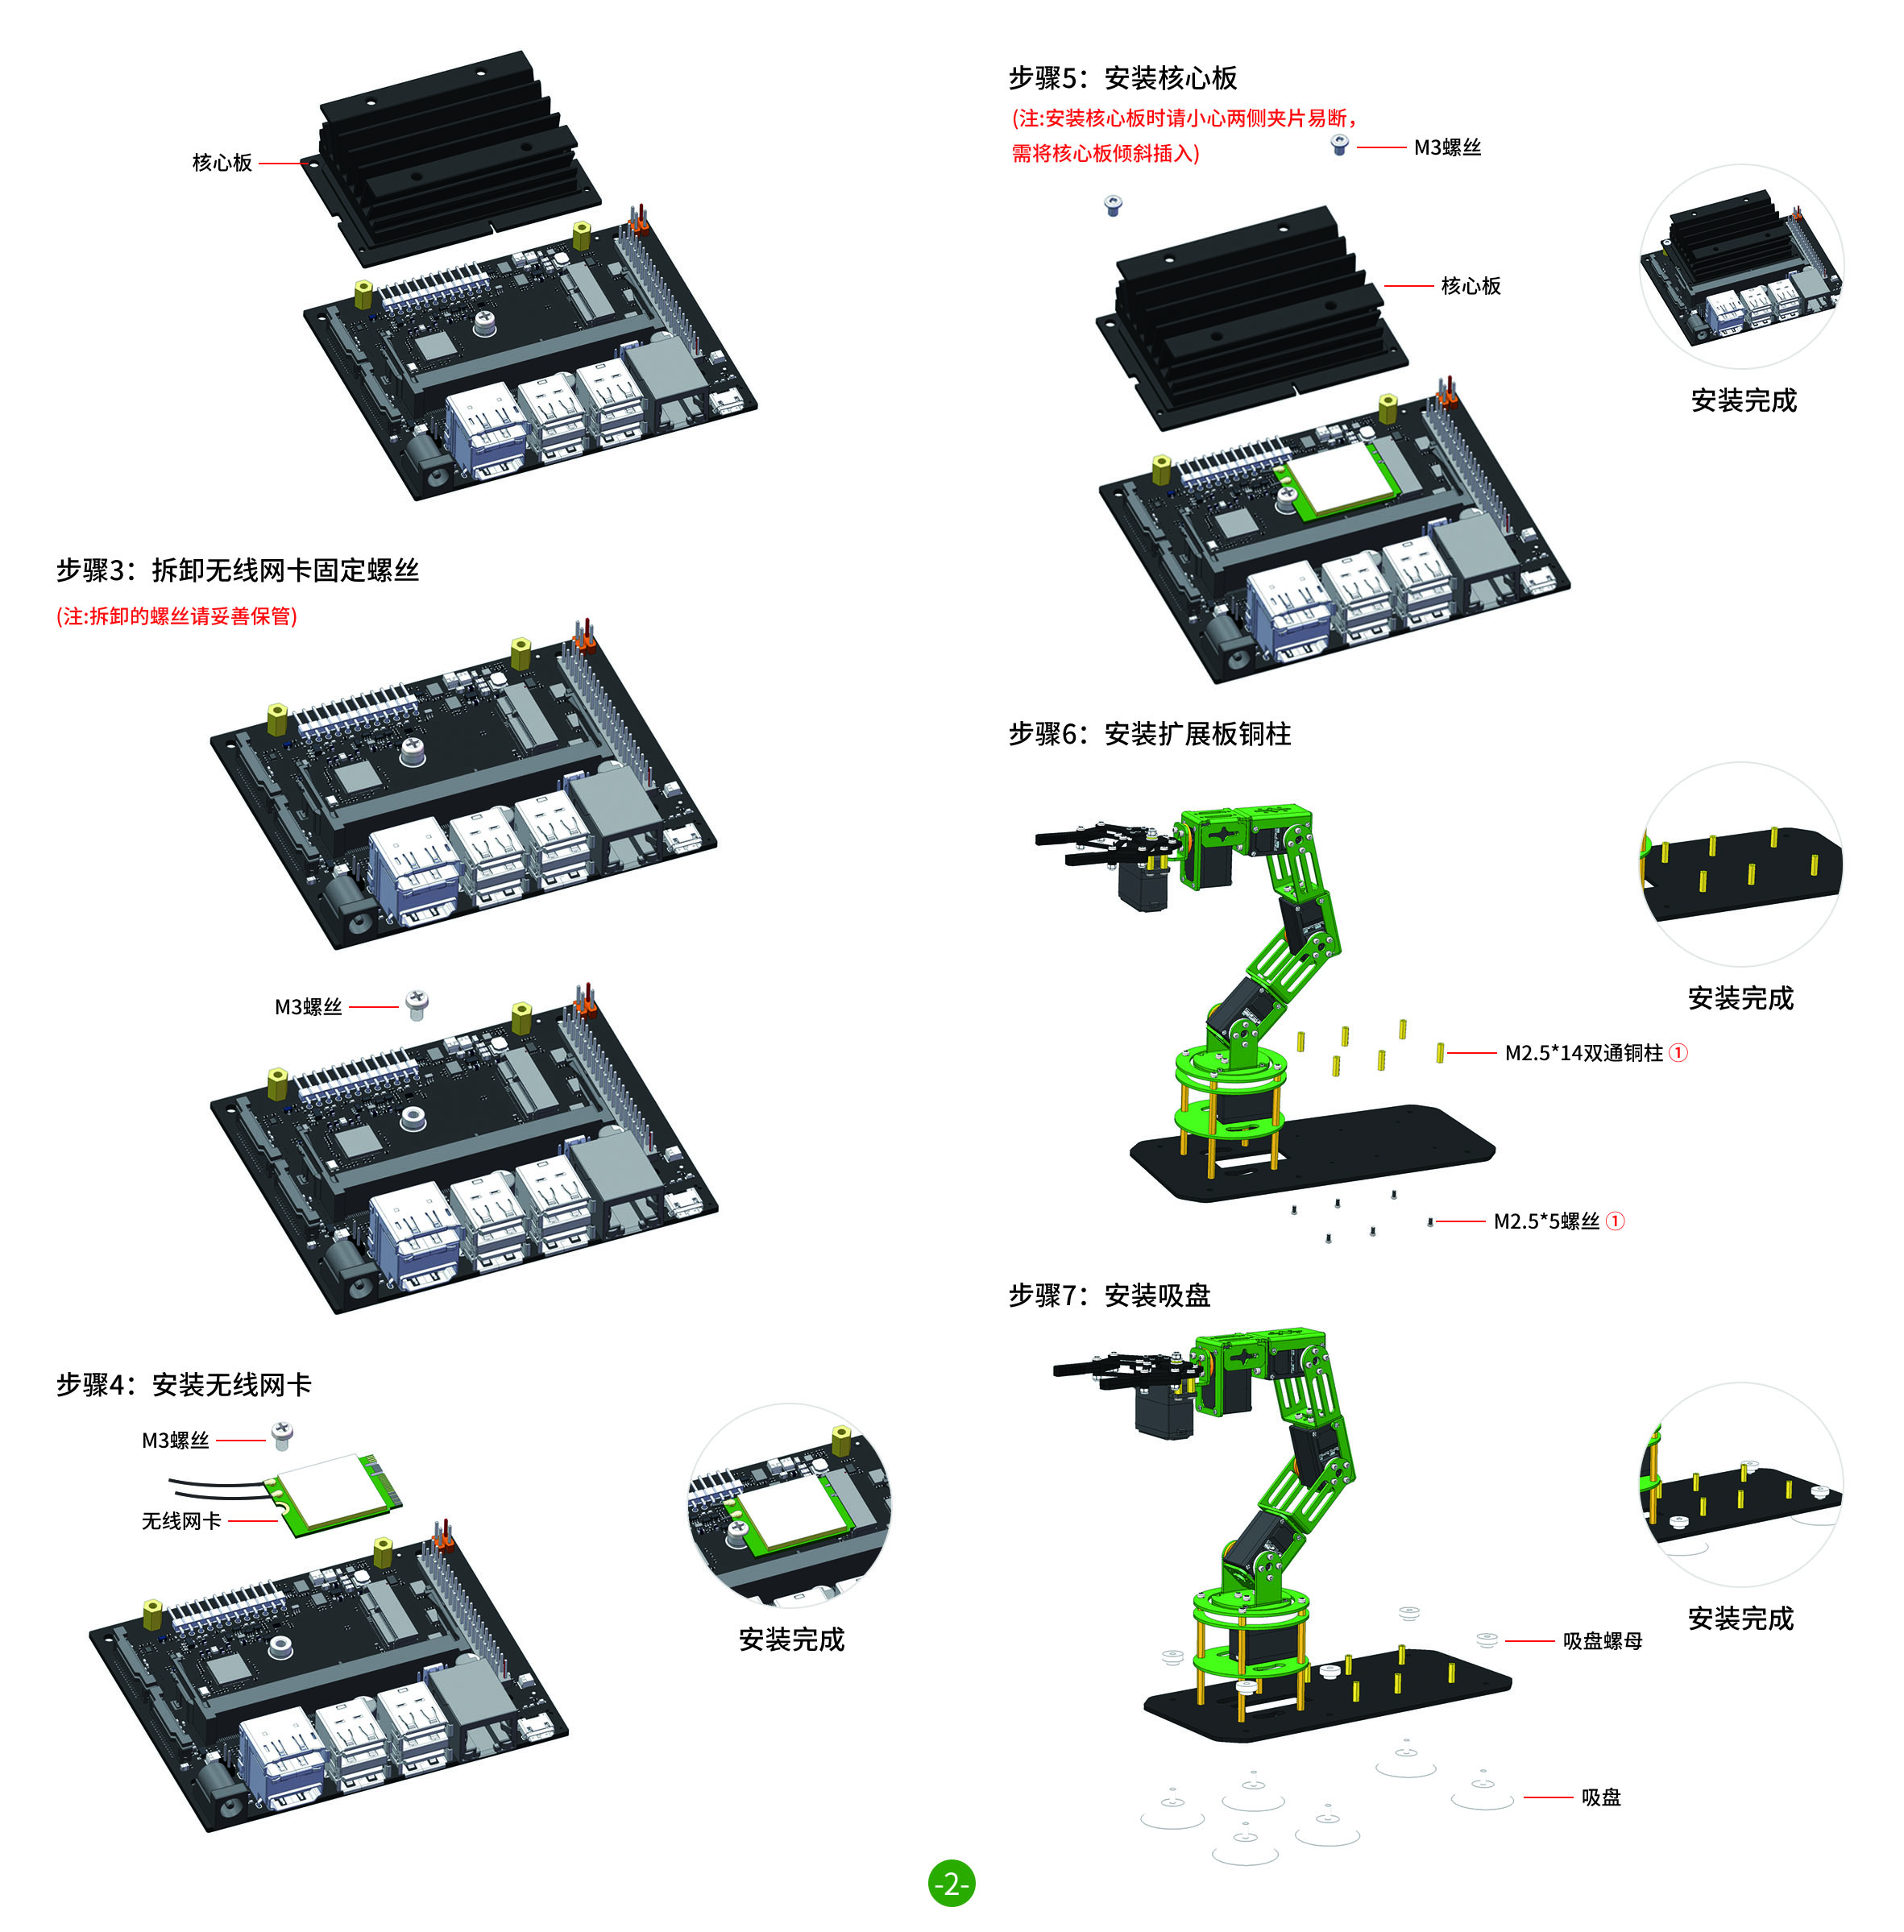 核心板
步骤3：拆卸无线网卡固定螺丝
(注:拆卸的螺丝请妥善保管)
M3螺丝
步骤4：安装无线网卡
M3螺丝
无线网卡
安装完成
步骤5：安装核心板
(注:安装核心板时请小心两侧夹片易断，
需将核心板倾斜插入)
M3螺丝
核心板
安装完成
步骤6：安装扩展板铜柱
安装完成
M2.5*14双通铜柱 ①
M2.5*5螺丝 ①
步骤7：安装吸盘
安装完成
吸盘螺母
吸盘
-2-